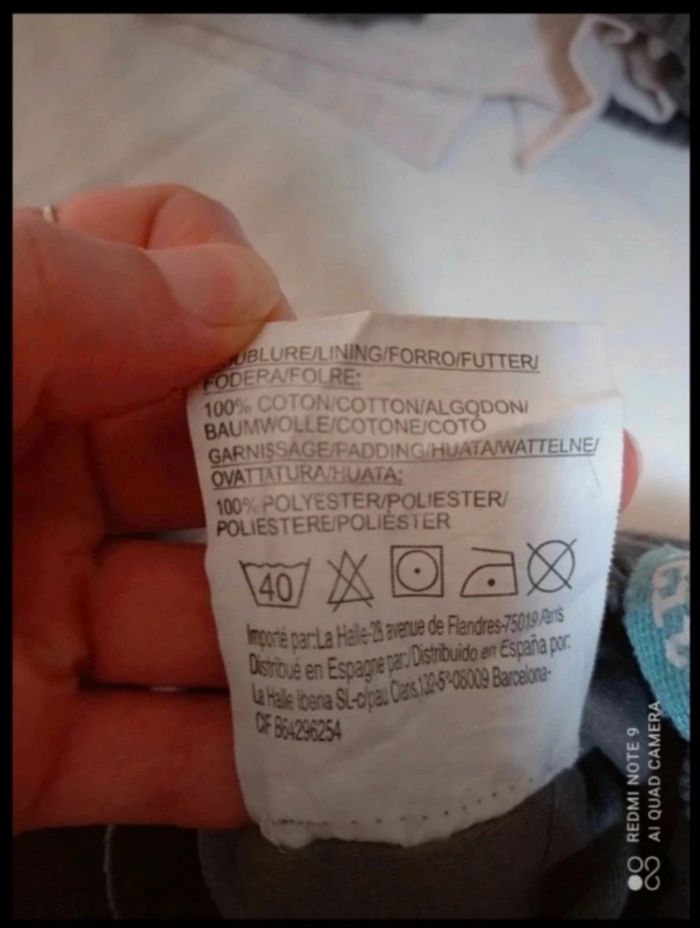 DOUBLURE/LINING/FORRO/FUTTER/
FODERA/FOLRE:
100% COTON/COTTON/ALGODON/
BAUMWOLLE/COTONE/COTÓ
GARNISSAGE/PADDING/HUATA/WATTELNE/
OVATTATURA/HUATA:
100% POLYESTER/POLIESTER/
POLIESTERE/POLIÈSTER
40
Importé par:La Halle-28 avenue de Flandres-75019 Paris
Distribué en Espagne par:/Distribuido en España por:
La Halle Iberia SL-c/pau Claris,132-5º-08009 Barcelona-
CIF B64296254
REDMI NOTE 9
AI QUAD CAMERA